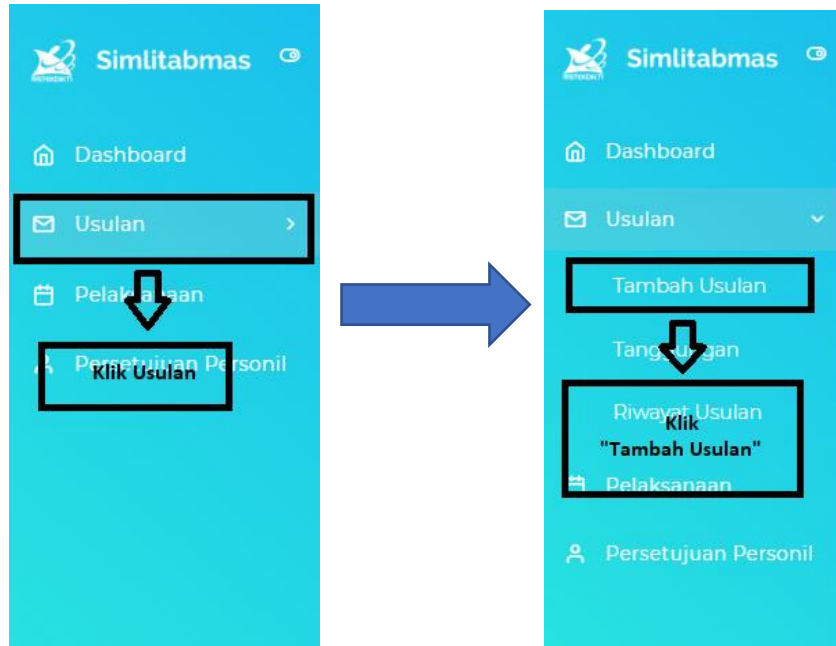 Simlitabmas
Dashboard
Usulan
Pelaksanaan
Persetujuan Personil
Klik Usulan
Simlitabmas
Dashboard
Usulan
Tambah Usulan
Tanggungan
Riwayat Usulan
Klik
"Tambah Usulan"
Pelaksanaan
Persetujuan Personil